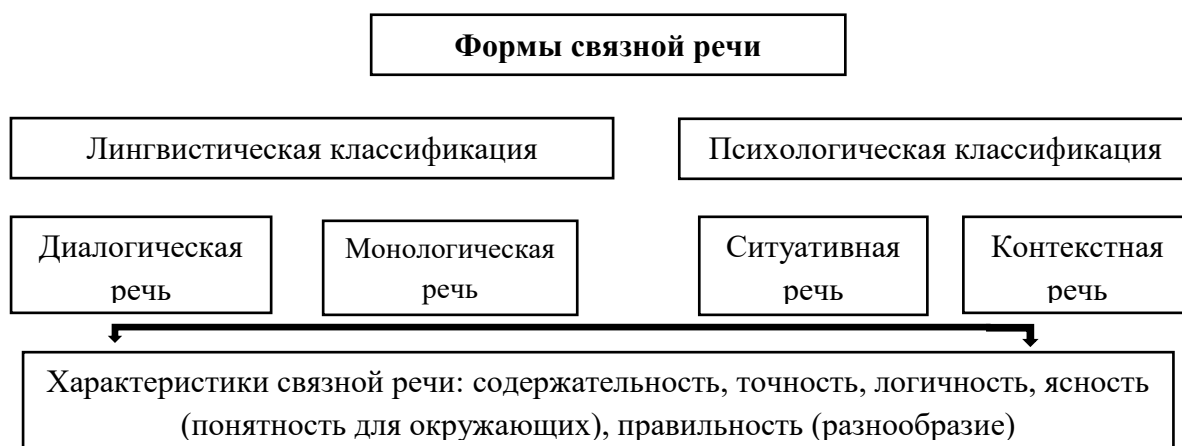 Формы связной речи
Лингвистическая классификация
Психологическая классификация
Диалогическая
речь
Монологическая
речь
Ситуативная
речь
Контекстная
речь
Характеристики связной речи: содержательность, точность, логичность, ясность
(понятность для окружающих), правильность (разнообразие)